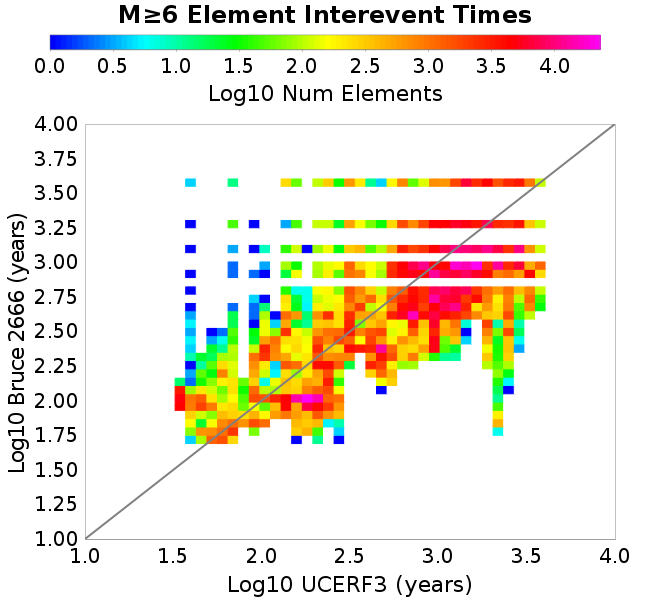 M≥6 Element Interevent Times
0.0 0.5 1.0 1.5 2.0 2.5 3.0 3.5 4.0
Log10 Num Elements
4.00
3.75
3.50
3.25
3.00
2.75
2.50
2.25
2.00
1.75
1.50
1.25
1.00
Log10 Bruce 2666 (years)
1.0 1.5 2.0 2.5 3.0 3.5 4.0
Log10 UCERF3 (years)